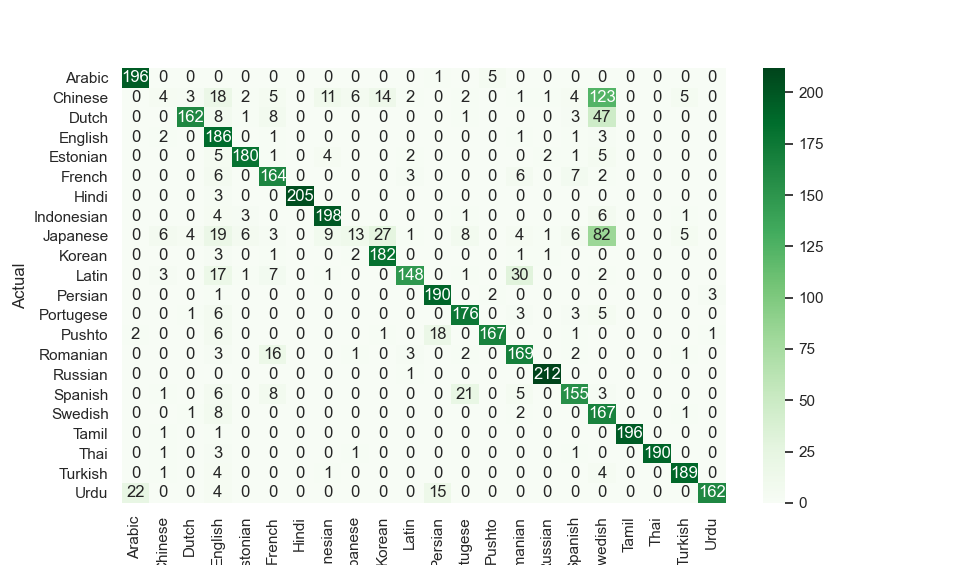 Actual
Arabic 196 0 0 0 0 0 0 0 0 0 0 1 0 5 0 0 0 0 0 0 0 0
Chinese 0 4 3 18 2 5 0 11 6 14 2 0 2 0 1 1 4 123 0 0 5 0
Dutch 0 0 162 8 1 8 0 0 0 0 0 0 1 0 0 0 3 47 0 0 0 0
English 0 2 0 186 0 1 0 0 0 0 0 0 0 0 1 0 1 3 0 0 0 0
Estonian 0 0 0 5 180 1 0 4 0 0 2 0 0 0 0 2 1 5 0 0 0 0
French 0 0 0 6 0 164 0 0 0 0 3 0 0 0 6 0 7 2 0 0 0 0
Hindi 0 0 0 3 0 0 205 0 0 0 0 0 0 0 0 0 0 0 0 0 0 0
Indonesian 0 0 0 4 3 0 0 198 0 0 0 0 1 0 0 0 0 6 0 0 1 0
Japanese 0 6 4 19 6 3 0 9 13 27 1 0 8 0 4 1 6 82 0 0 5 0
Korean 0 0 0 3 0 1 0 0 2 182 0 0 0 0 1 1 0 0 0 0 0 0
Latin 0 3 0 17 1 7 0 1 0 0 148 0 1 0 30 0 0 2 0 0 0 0
Persian 0 0 0 1 0 0 0 0 0 0 0 190 0 2 0 0 0 0 0 0 0 3
Portugese 0 0 1 6 0 0 0 0 0 0 0 0 176 0 3 0 3 5 0 0 0 0
Pushto 2 0 0 6 0 0 0 0 0 1 0 18 0 167 0 0 1 0 0 0 0 1
Romanian 0 0 0 3 0 16 0 0 1 0 3 0 2 0 169 0 2 0 0 0 1 0
Russian 0 0 0 0 0 0 0 0 0 0 1 0 0 0 0 212 0 0 0 0 0 0
Spanish 0 1 0 6 0 8 0 0 0 0 0 0 21 0 5 0 155 3 0 0 0 0
Swedish 0 0 1 8 0 0 0 0 0 0 0 0 0 0 2 0 0 167 0 0 1 0
Tamil 0 1 0 1 0 0 0 0 0 0 0 0 0 0 0 0 0 0 196 0 0 0
Thai 0 1 0 3 0 0 0 0 1 0 0 0 0 0 0 0 1 0 0 190 0 0
Turkish 0 1 0 4 0 0 0 1 0 0 0 0 0 0 0 0 0 4 0 0 189 0
Urdu 22 0 0 4 0 0 0 0 0 0 0 15 0 0 0 0 0 0 0 0 0 162
Arabic
hinese
Dutch
English
tonian
French
Hindi
nesian
panese
Korean
Latin
Persian
tugese
Pushto
manian
ussian
Spanish
wedish
Tamil
Thai
Turkish
Urdu
200
175
150
125
100
75
50
25
0